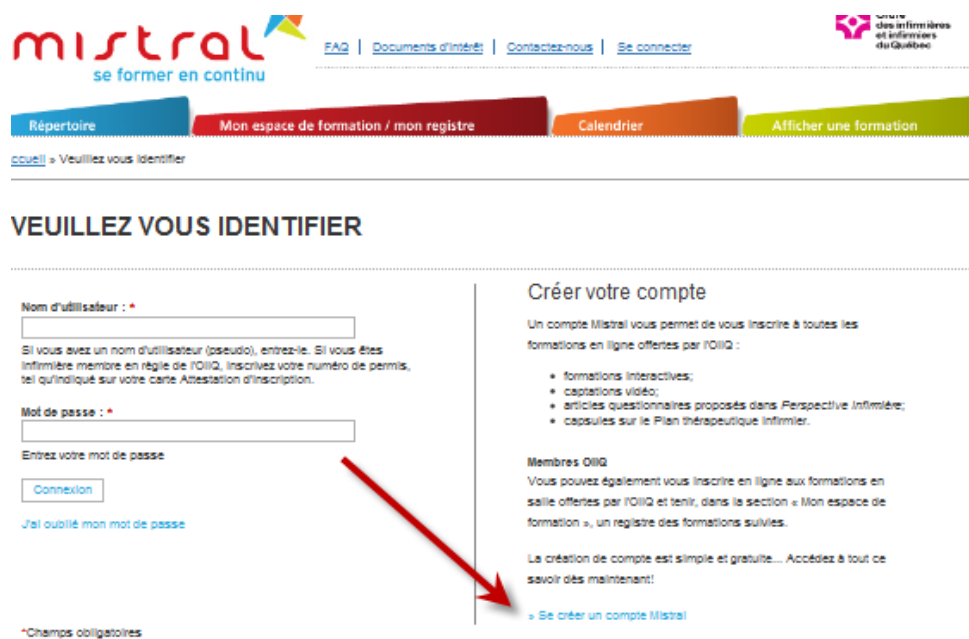 mistral
se former en continu
FAQ | Documents d'intérêt | Contactez-nous | Se connecter
Ordre
des infirmières
et infirmiers
du Québec
Répertoire
Mon espace de formation / mon registre
Calendrier
Afficher une formation
ccueil » Veuillez vous identifier
VEUILLEZ VOUS IDENTIFIER
Nom d'utilisateur : *
Si vous avez un nom d'utilisateur (pseudo), entrez-le. Si vous êtes
infirmière membre en règle de l'OIIQ, inscrivez votre numéro de permis,
tel qu'indiqué sur votre carte Attestation d'inscription.
Mot de passe : *
Entrez votre mot de passe
Connexion
J'ai oublié mon mot de passe
*Champs obligatoires
Créer votre compte
Un compte Mistral vous permet de vous inscrire à toutes les
formations en ligne offertes par l'OIIQ :
• formations interactives;
• captations vidéo;
• articles questionnaires proposés dans Perspective infirmière;
• capsules sur le Plan thérapeutique infirmier.
Membres OIIQ
Vous pouvez également vous inscrire en ligne aux formations en
salle offertes par l'OIIQ et tenir, dans la section « Mon espace de
formation », un registre des formations suivies.
La création de compte est simple et gratuite... Accédez à tout ce
savoir dès maintenant!
» Se créer un compte Mistral